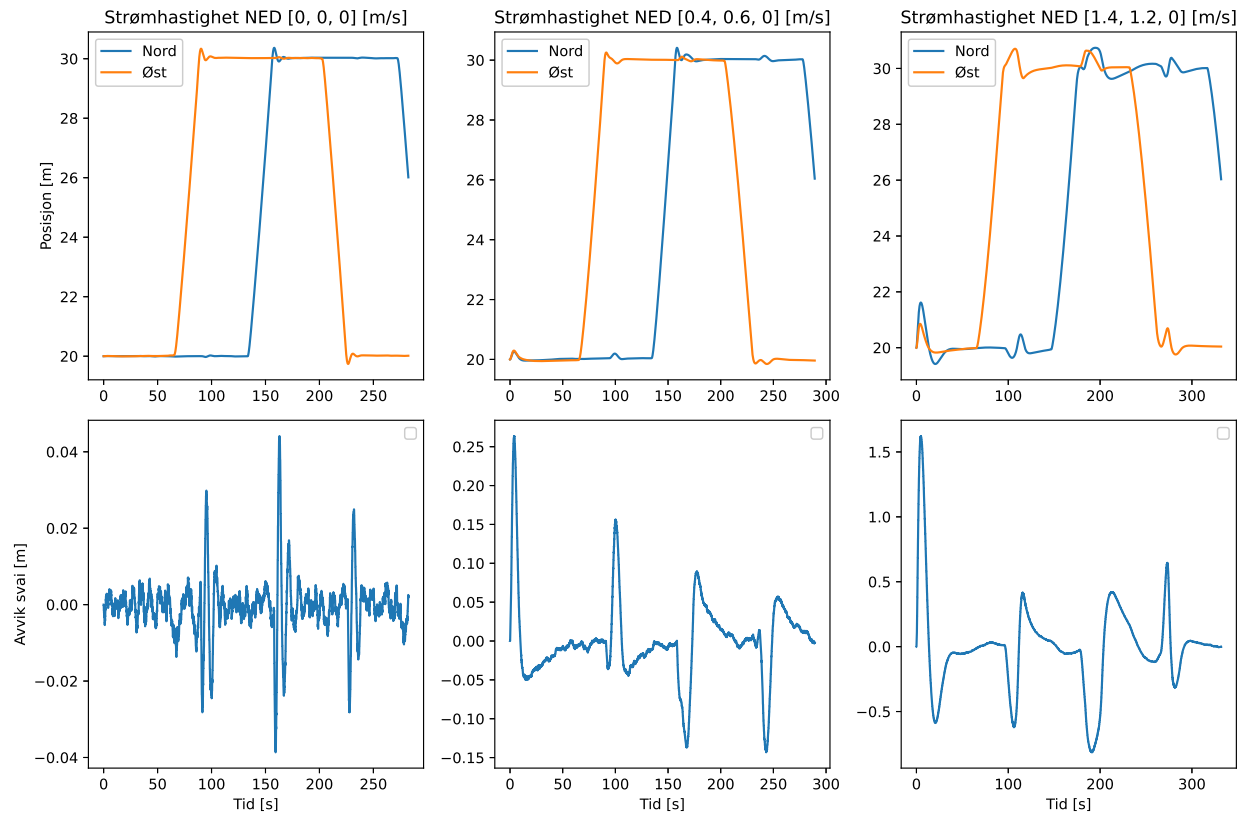 Strømhastighet NED [0, 0, 0] [m/s]
Strømhastighet NED [0.4, 0.6, 0] [m/s]
Strømhastighet NED [1.4, 1.2, 0] [m/s]
Nord
Øst
Nord
Øst
Nord
Øst
Posisjon [m]
30
28
26
24
22
20
0 50 100 150 200 250
30
28
26
24
22
20
0 50 100 150 200 250 300
30
28
26
24
22
20
0 100 200 300
Avvik svai [m]
0.04
0.02
0.00
−0.02
−0.04
0 50 100 150 200 250
Tid [s]
0.25
0.20
0.15
0.10
0.05
0.00
−0.05
−0.10
−0.15
0 50 100 150 200 250 300
Tid [s]
1.5
1.0
0.5
0.0
−0.5
0 100 200 300
Tid [s]